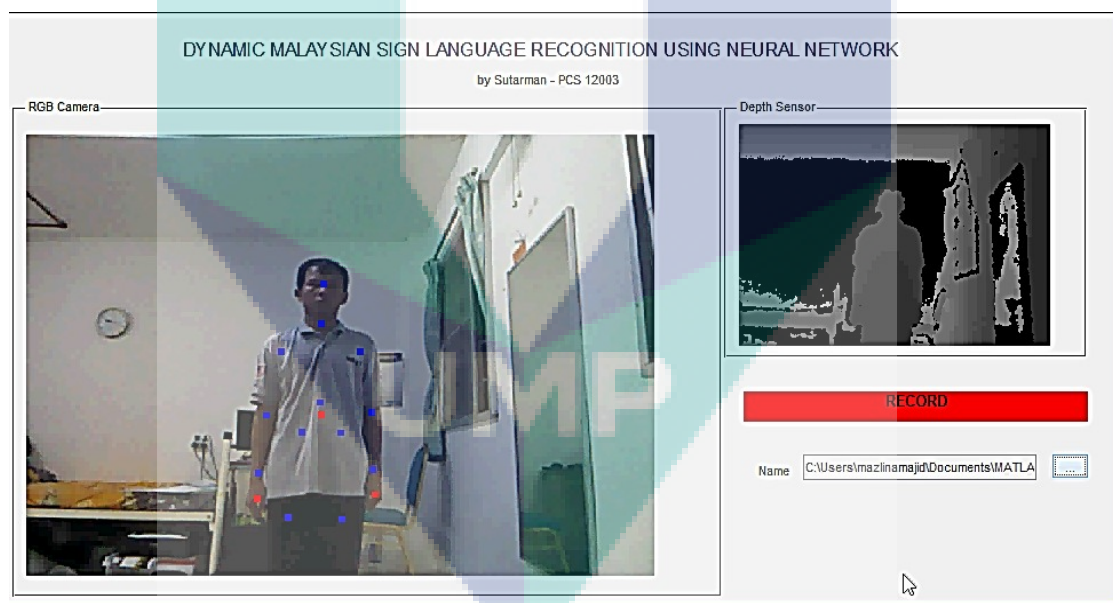 DYNAMIC MALAYSIAN SIGN LANGUAGE RECOGNITION USING NEURAL NETWORK
by Sutarman - PCS 12003
RGB Camera
Depth Sensor
UMP
RECORD
Name C:\Users\mazlinamajid\Documents\MATLA ...